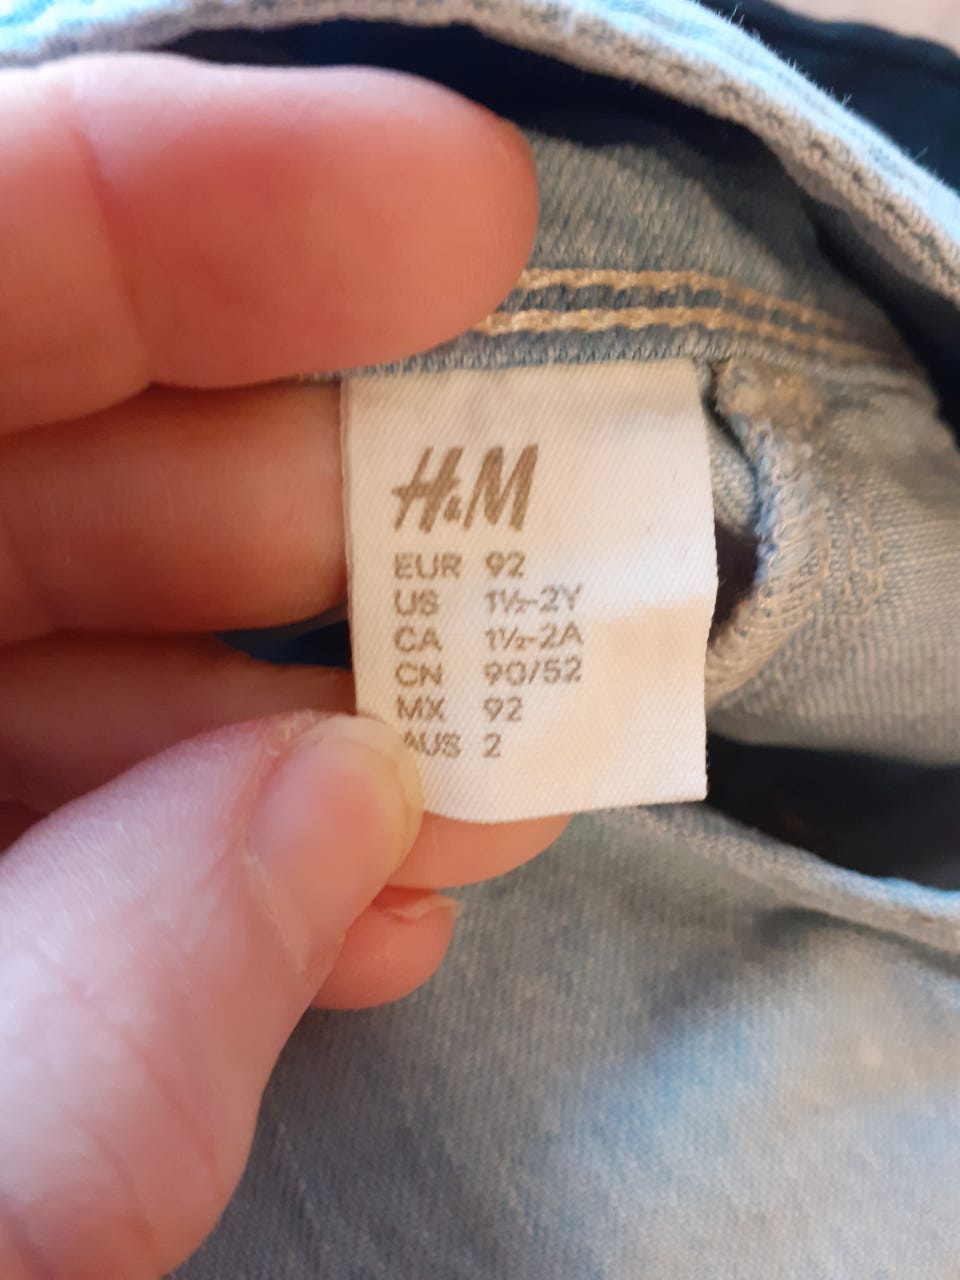 H&M
EUR 92
US 1½-2Y
CA 1½-2A
CN 90/52
MX 92
AUS 2